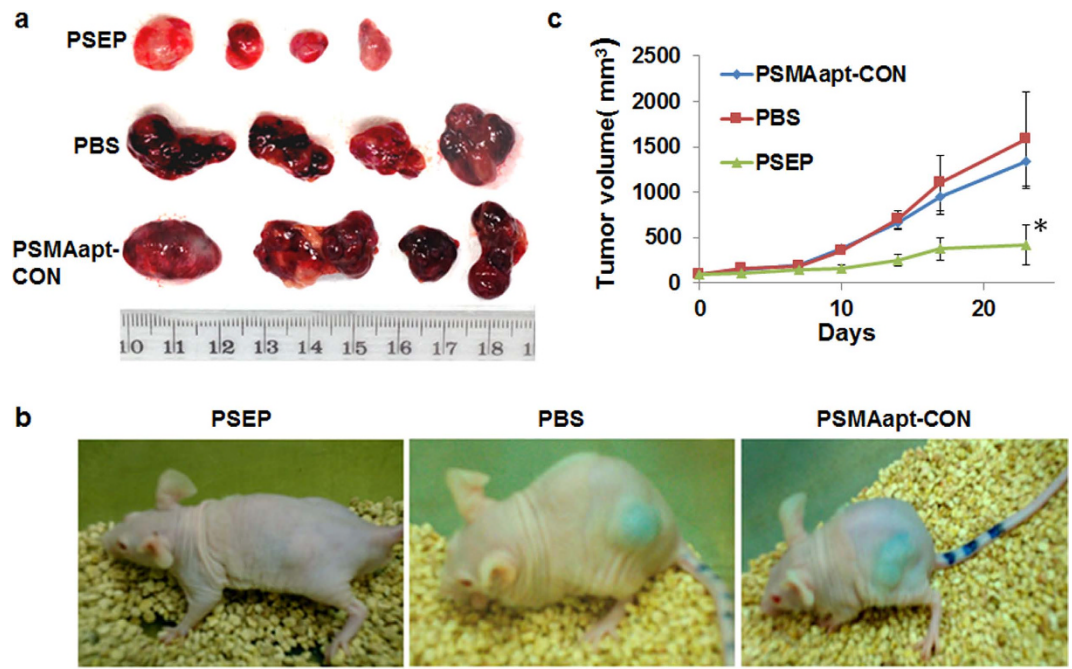 a
PSEP
PBS
PSMAapt-
CON
10 11 12 13 14 15 16 17 18 1
c
Tumor volume( mm³)
2500
2000
1500
1000
500
0
PSMAapt-CON
PBS
PSEP
*
0 10 20
Days
b
PSEP PBS PSMAapt-CON